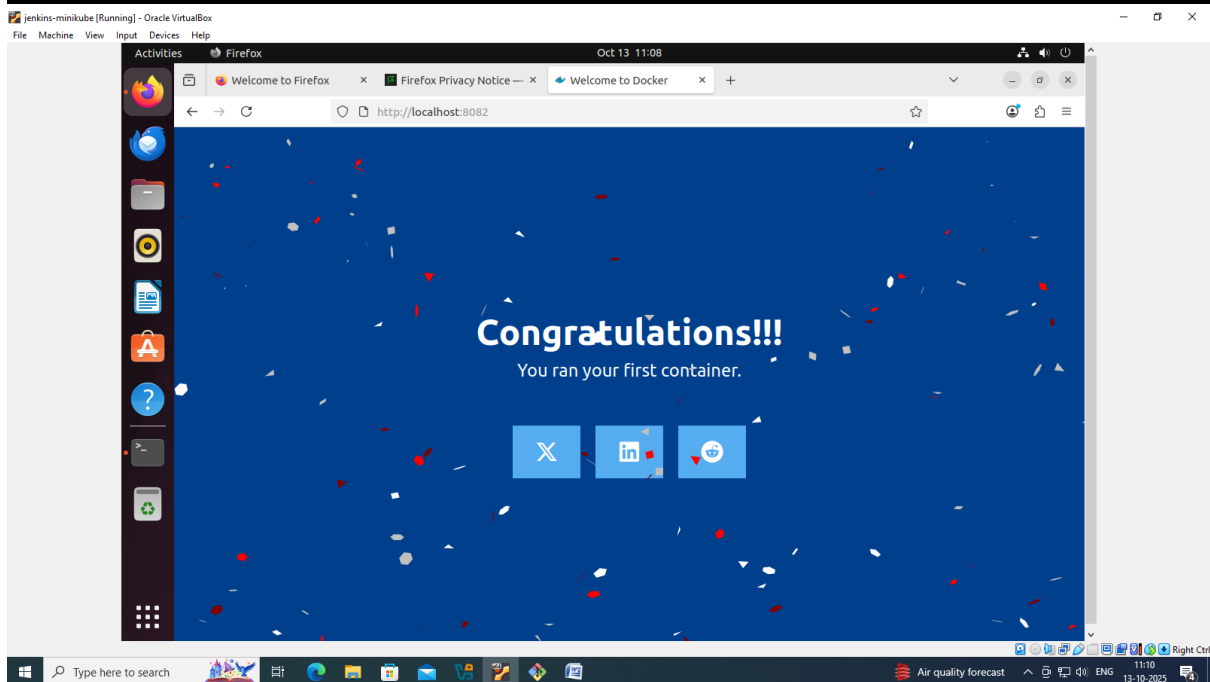 jenkins-minikube [Running] - Oracle VirtualBox
File Machine View Input Devices Help
Activities Firefox Oct 13 11:08
Welcome to Firefox × Firefox Privacy Notice — × Welcome to Docker × +
http://localhost:8082
Congratulations!!!
You ran your first container.
Right Ctrl
Type here to search Air quality forecast ENG 11:10
13-10-2025